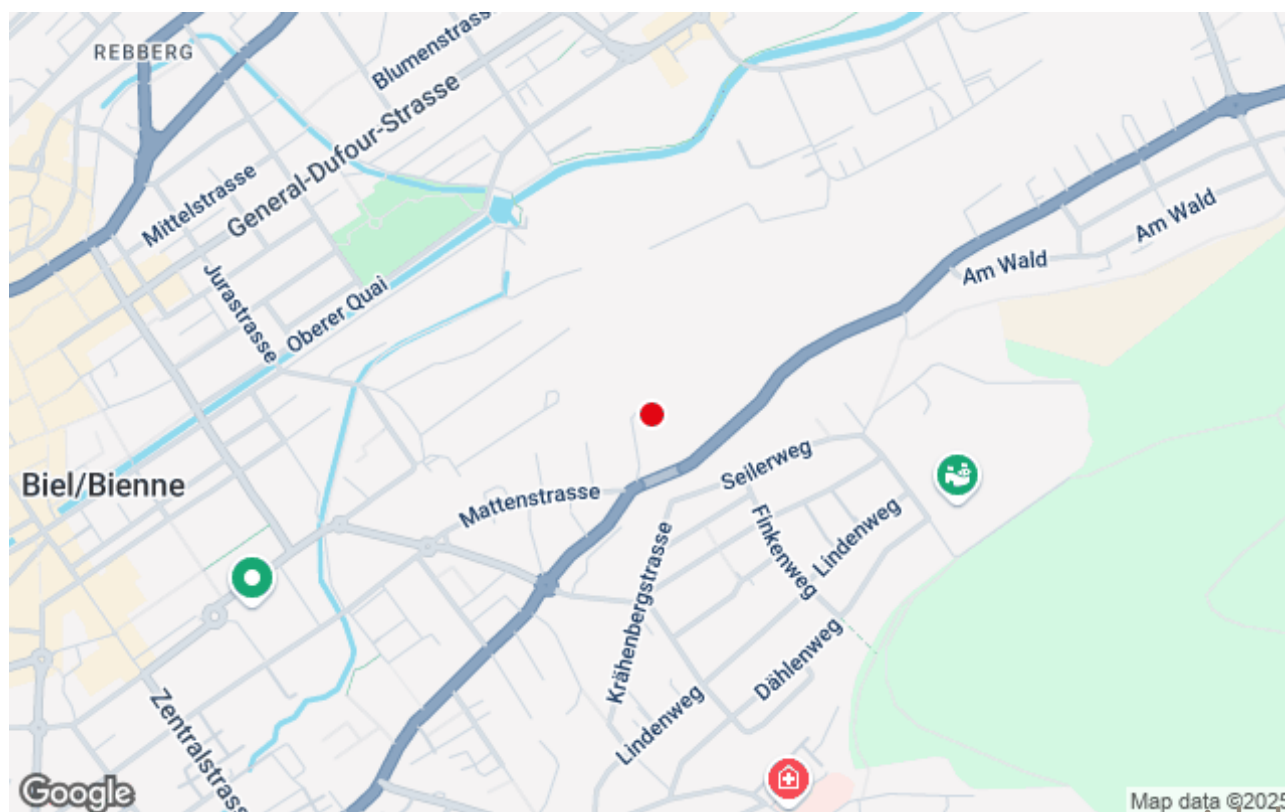 REBBERG
Blumenstrasse
General-Dufour-Strasse
Mittelstrasse
Jurastrasse
Oberer Quai
Am Wald
Am Wald
Biel/Bienne
Mattenstrasse
Seilerweg
Finkenweg
Lindenweg
Krähenbergstrasse
Dählenweg
Lindenweg
Zentralstrass
Google
Map data ©2025